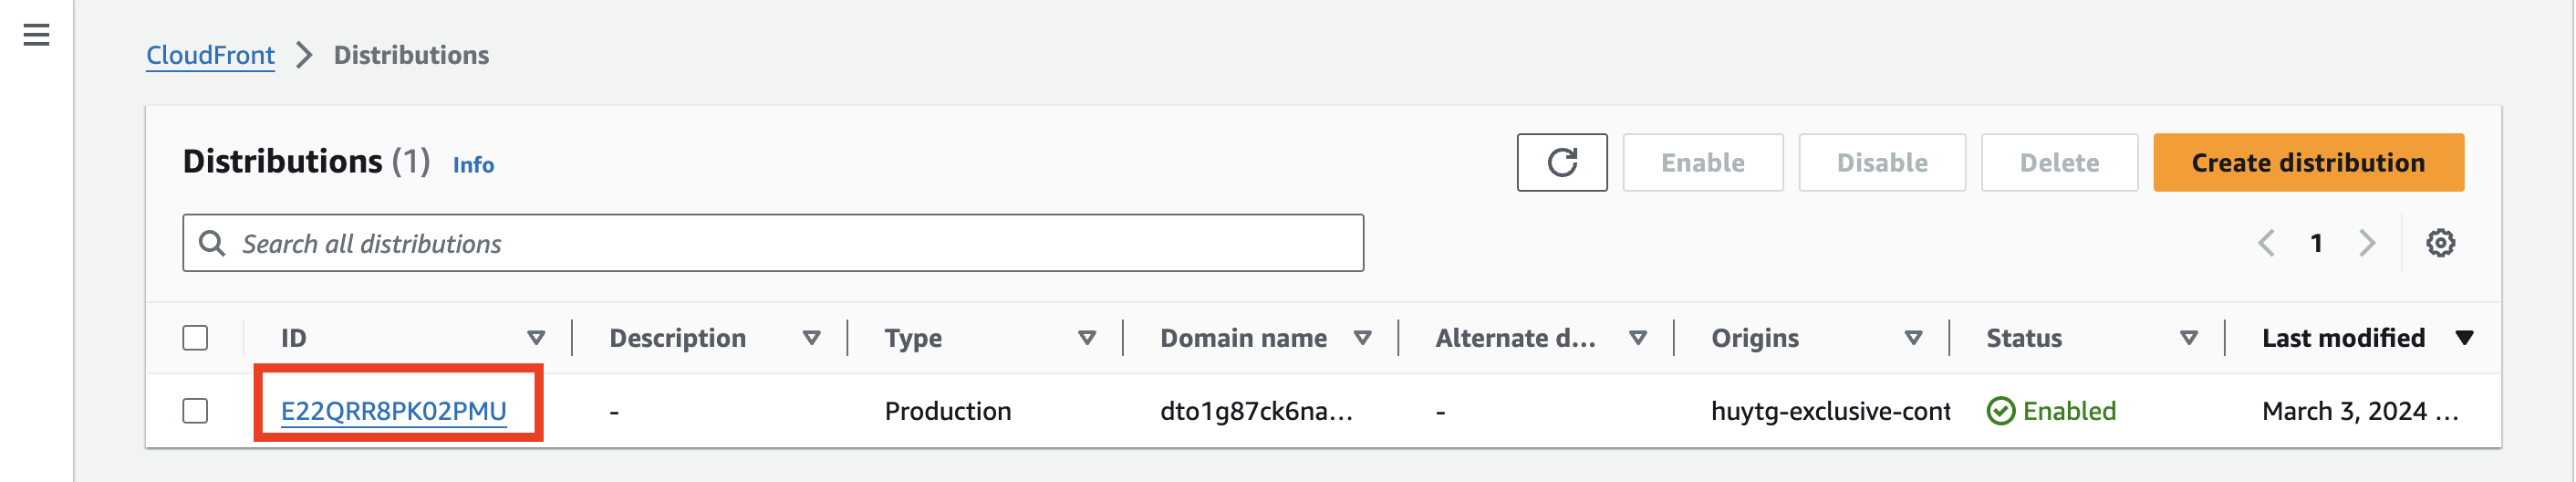 CloudFront > Distributions
Distributions (1) Info
Enable Disable Delete Create distribution
Search all distributions
1
ID Description Type Domain name Alternate d... Origins Status Last modified
E22QRR8PK02PMU - Production dto1g87ck6na... - huytg-exclusive-cont Enabled March 3, 2024 ...